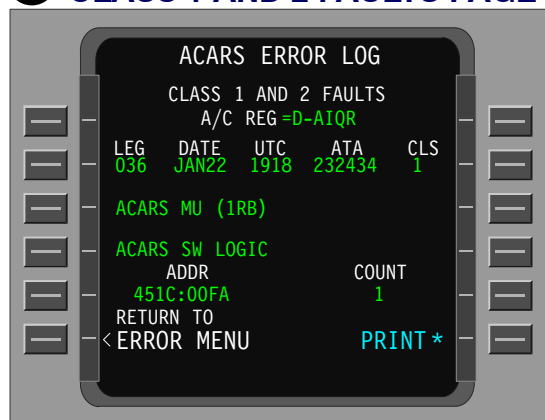 CLASS 1 AND 2 FAULTS PAGE
ACARS ERROR LOG
CLASS 1 AND 2 FAULTS
A/C REG =D-AIQR
LEG DATE UTC ATA CLS
036 JAN22 1918 232434 1
ACARS MU (1RB)
ACARS SW LOGIC
ADDR COUNT
451C:00FA 1
RETURN TO
<ERROR MENU PRINT*